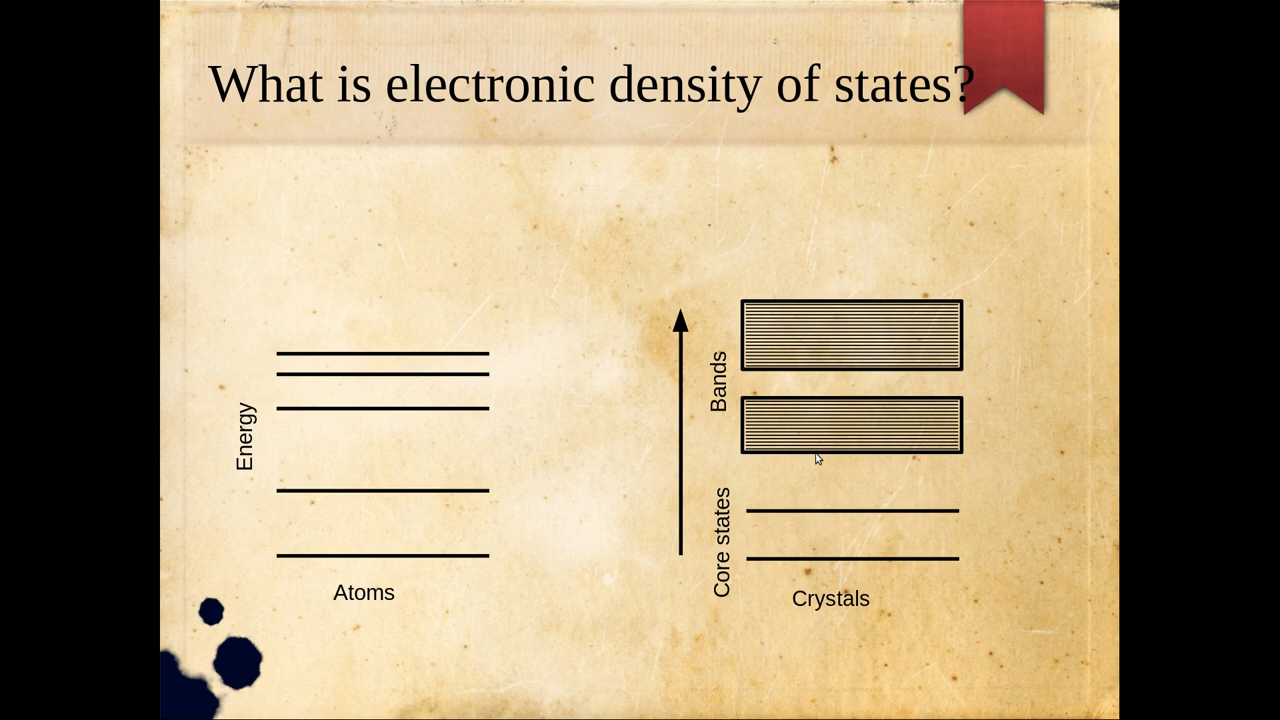 What is electronic density of states?
Energy
Atoms
Bands
Core states
Crystals